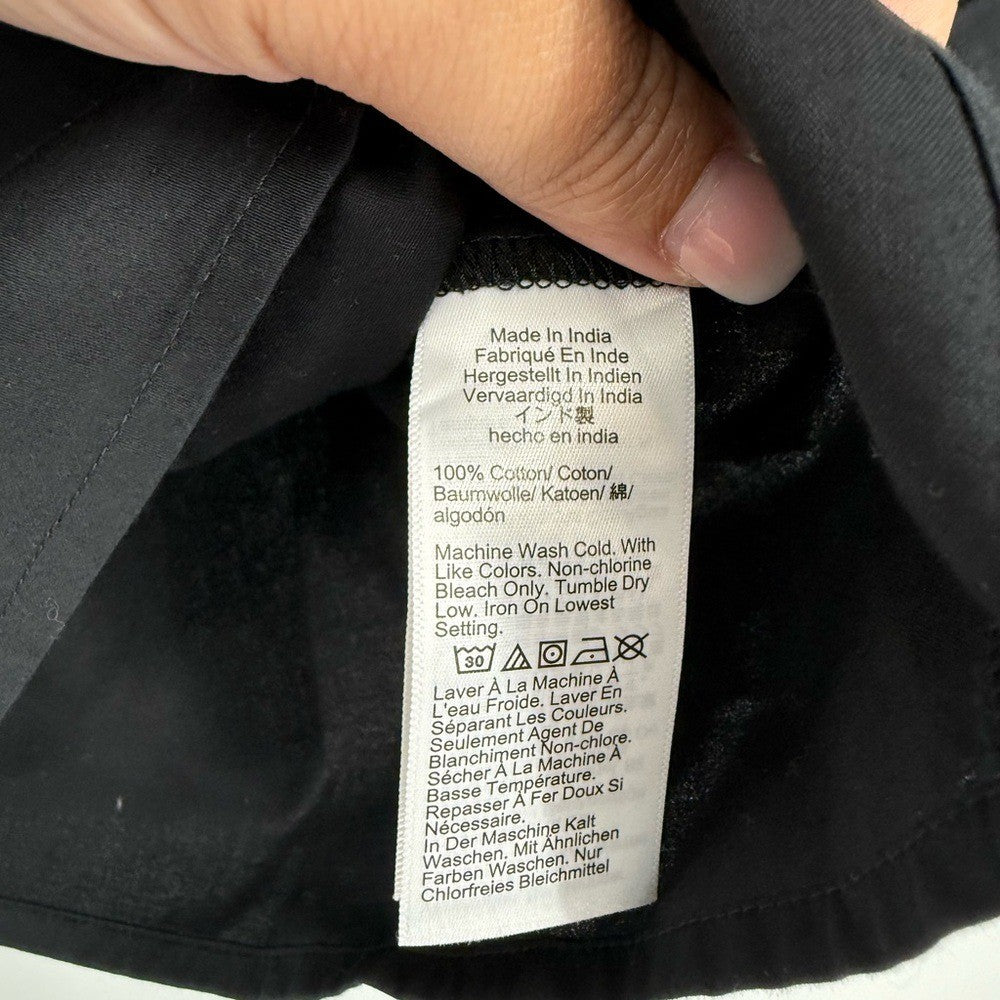 Made In India
Fabriqué En Inde
Hergestellt In Indien
Vervaardigd In India
インド製
hecho en india
100% Cotton/ Coton/
Baumwolle/ Katoen/ 綿/
algodón
Machine Wash Cold. With
Like Colors. Non-chlorine
Bleach Only. Tumble Dry
Low. Iron On Lowest
Setting.
30
Laver À La Machine À
L'eau Froide. Laver En
Séparant Les Couleurs.
Seulement Agent De
Blanchiment Non-chlore.
Sécher À La Machine À
Basse Température.
Repasser À Fer Doux Si
Nécessaire.
In Der Maschine Kalt
Waschen. Mit Ähnlichen
Farben Waschen. Nur
Chlorfreies Bleichmittel